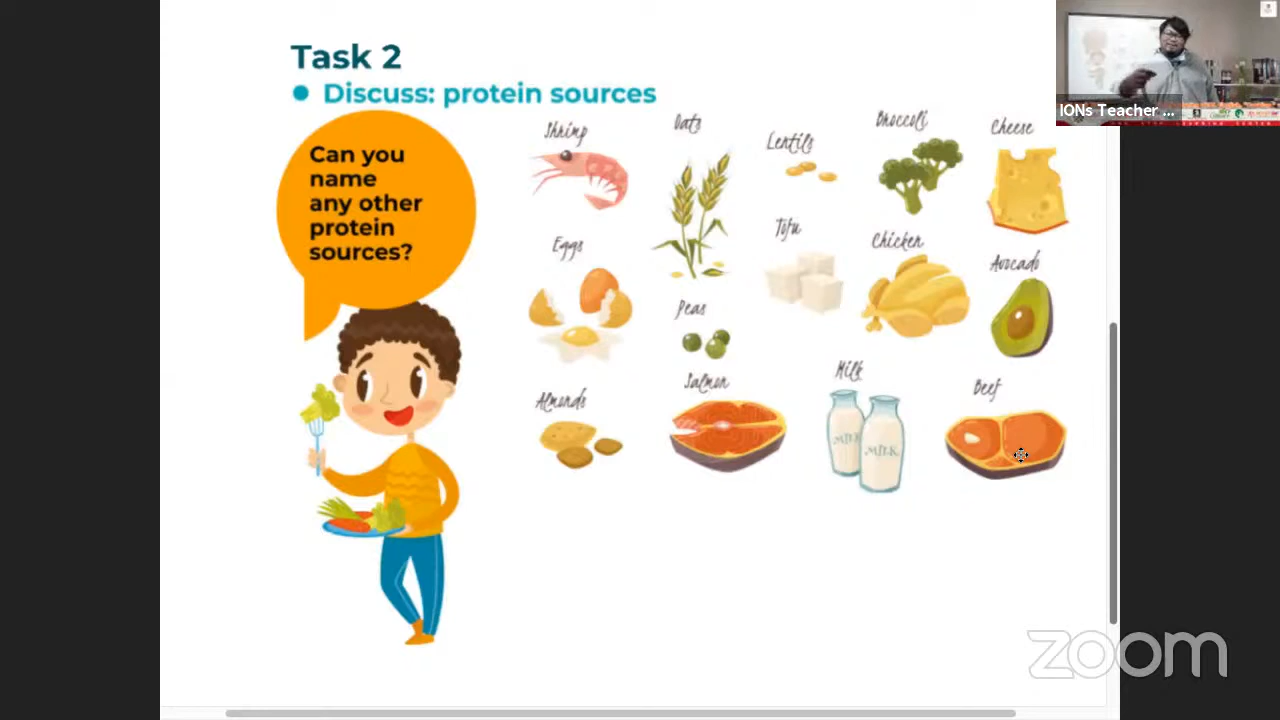 Task 2
Discuss: protein sources
Can you
name
any other
protein
sources?
Shrimp
Oats
Lentils
Broccoli
Cheese
Eggs
Tofu
Chicken
Avocado
Peas
Almonds
Salmon
Milk
Beef
MILK
MILK
IONs Teacher ...
zoom